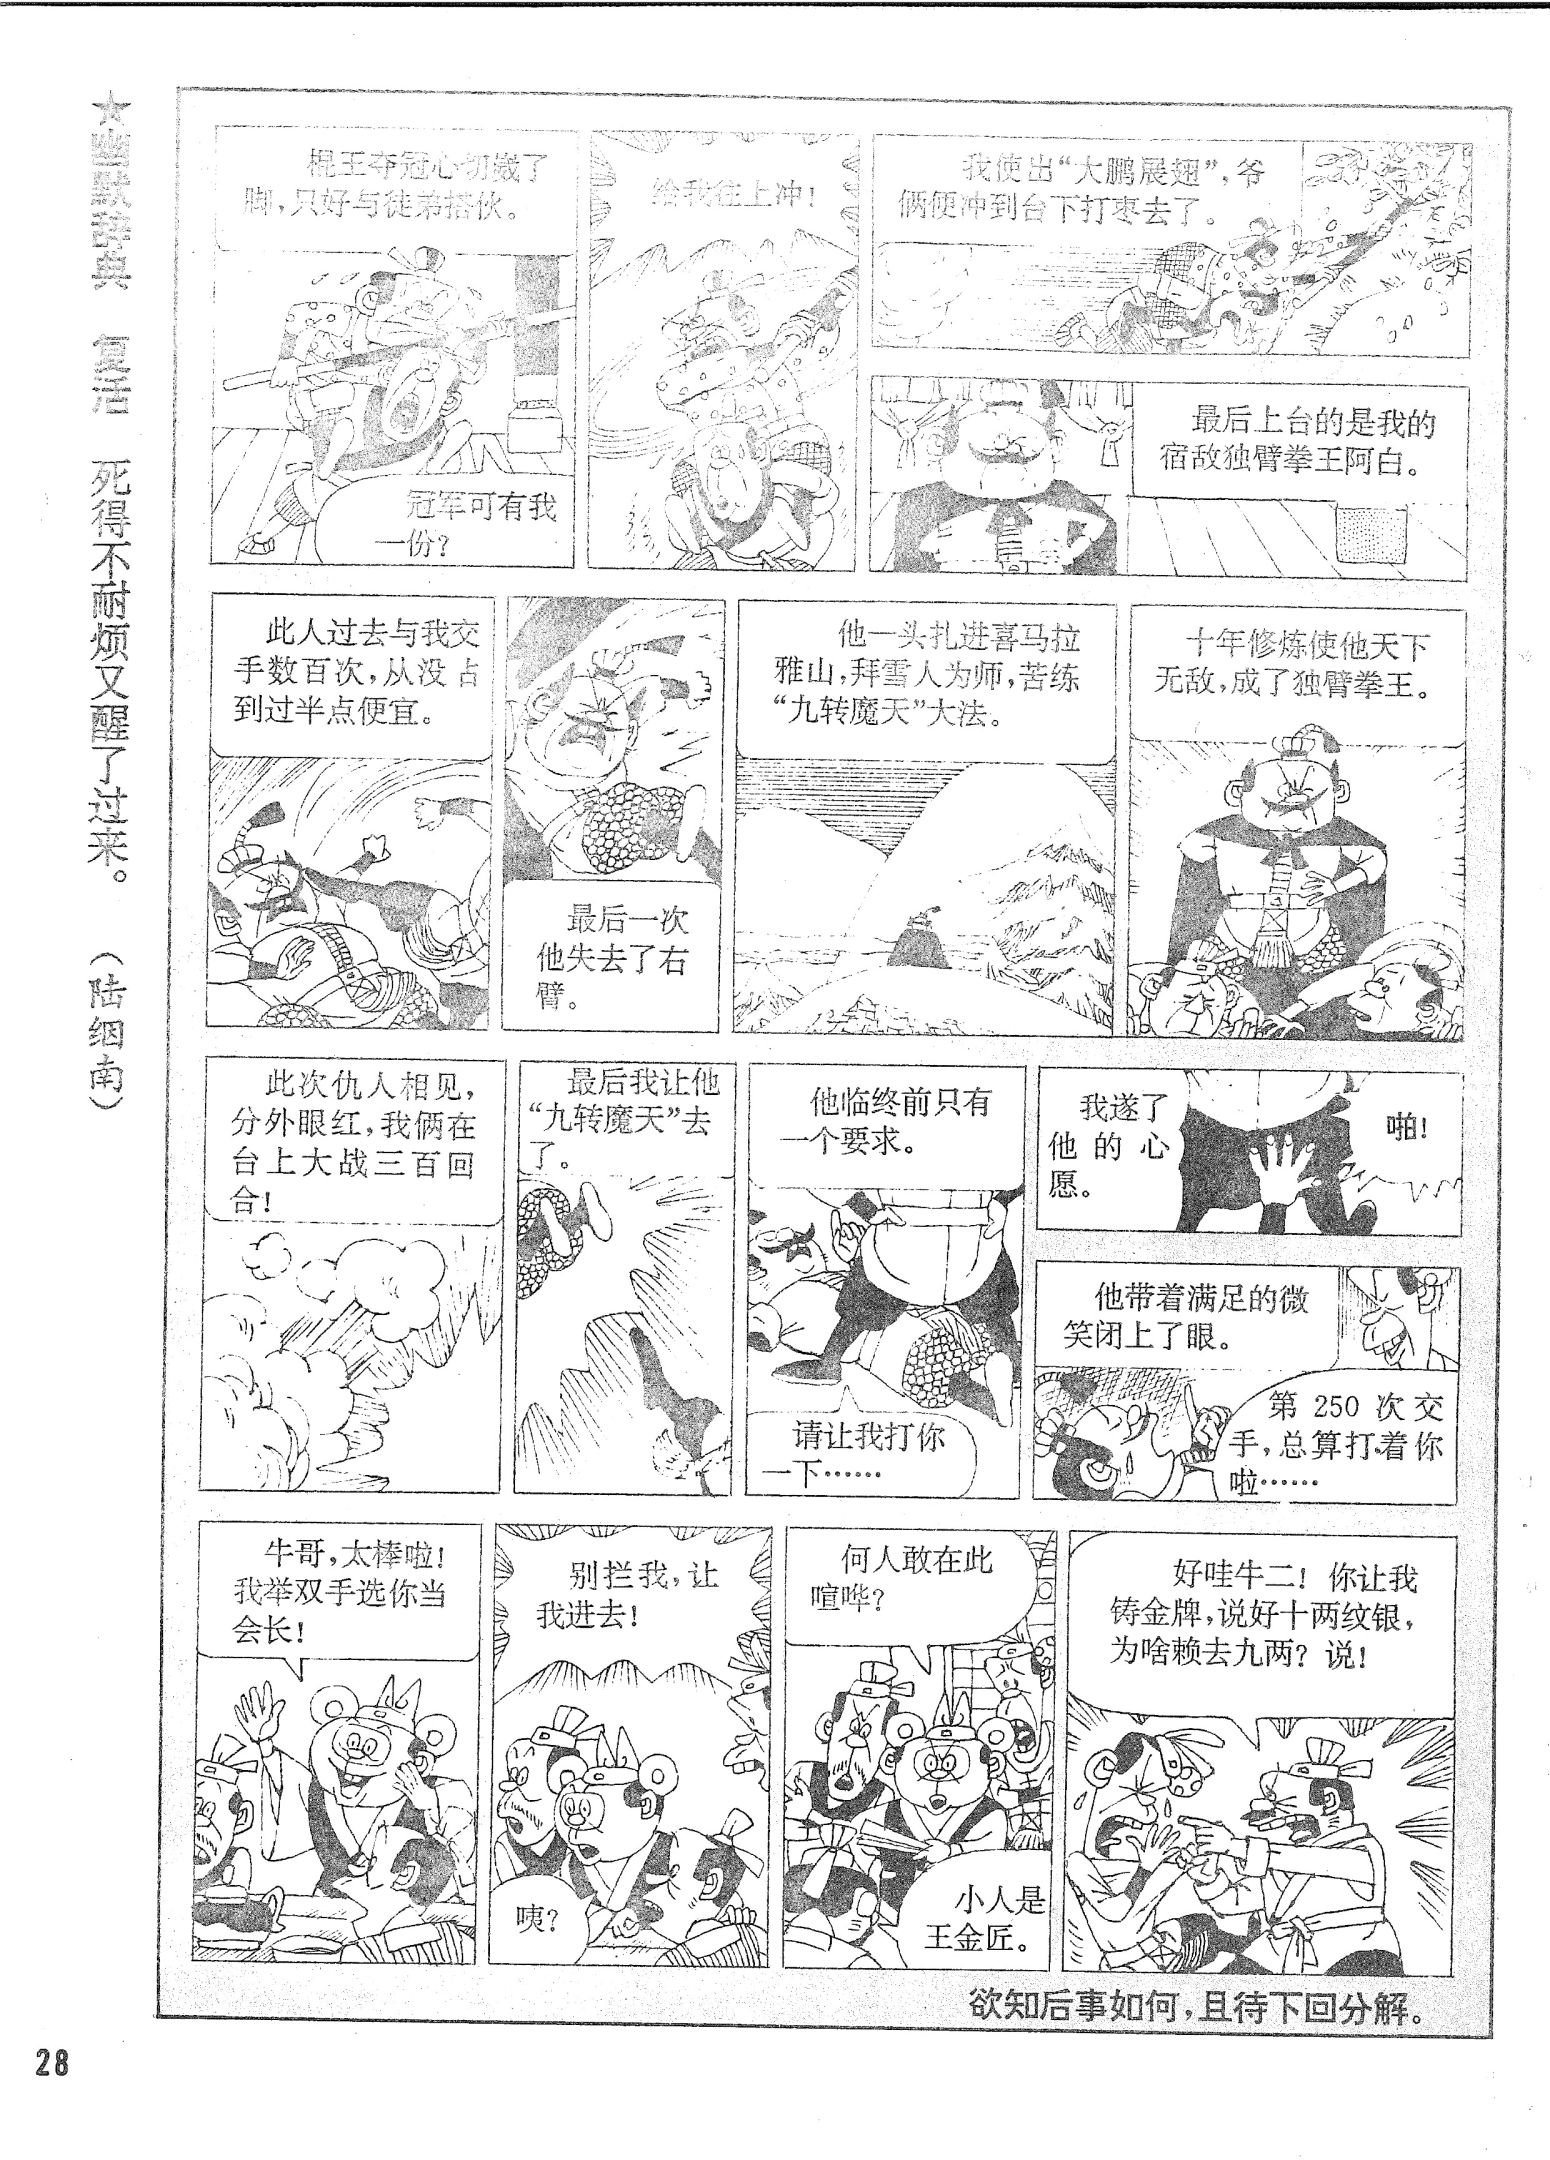 ★幽默辞典 复活 死得不耐烦又醒了过来。 (陆绷南)
棍王夺冠心切崴了
脚,只好与徒弟搭伙。
冠军可有我
一份?
给我往上冲!
我使出“大鹏展翅”,爷
俩便冲到台下打枣去了。
最后上台的是我的
宿敌独臂拳王阿白。
此人过去与我交
手数百次,从没占
到过半点便宜。
最后一次
他失去了右
臂。
他一头扎进喜马拉
雅山,拜雪人为师,苦练
“九转魔天”大法。
十年修炼使他天下
无敌,成了独臂拳王。
此次仇人相见,
分外眼红,我俩在
台上大战三百回
合!
最后我让他
“九转魔天”去
了。
他临终前只有
一个要求。
请让我打你
一下……
我遂了
他的心
愿。
啪!
他带着满足的微
笑闭上了眼。
第250次交
手,总算打着你
啦……
牛哥,太棒啦!
我举双手选你当
会长!
别拦我,让
我进去!
咦?
何人敢在此
喧哗?
小人是
王金匠。
好哇牛二! 你让我
铸金牌,说好十两纹银,
为啥赖去九两? 说!
欲知后事如何,且待下回分解。
28